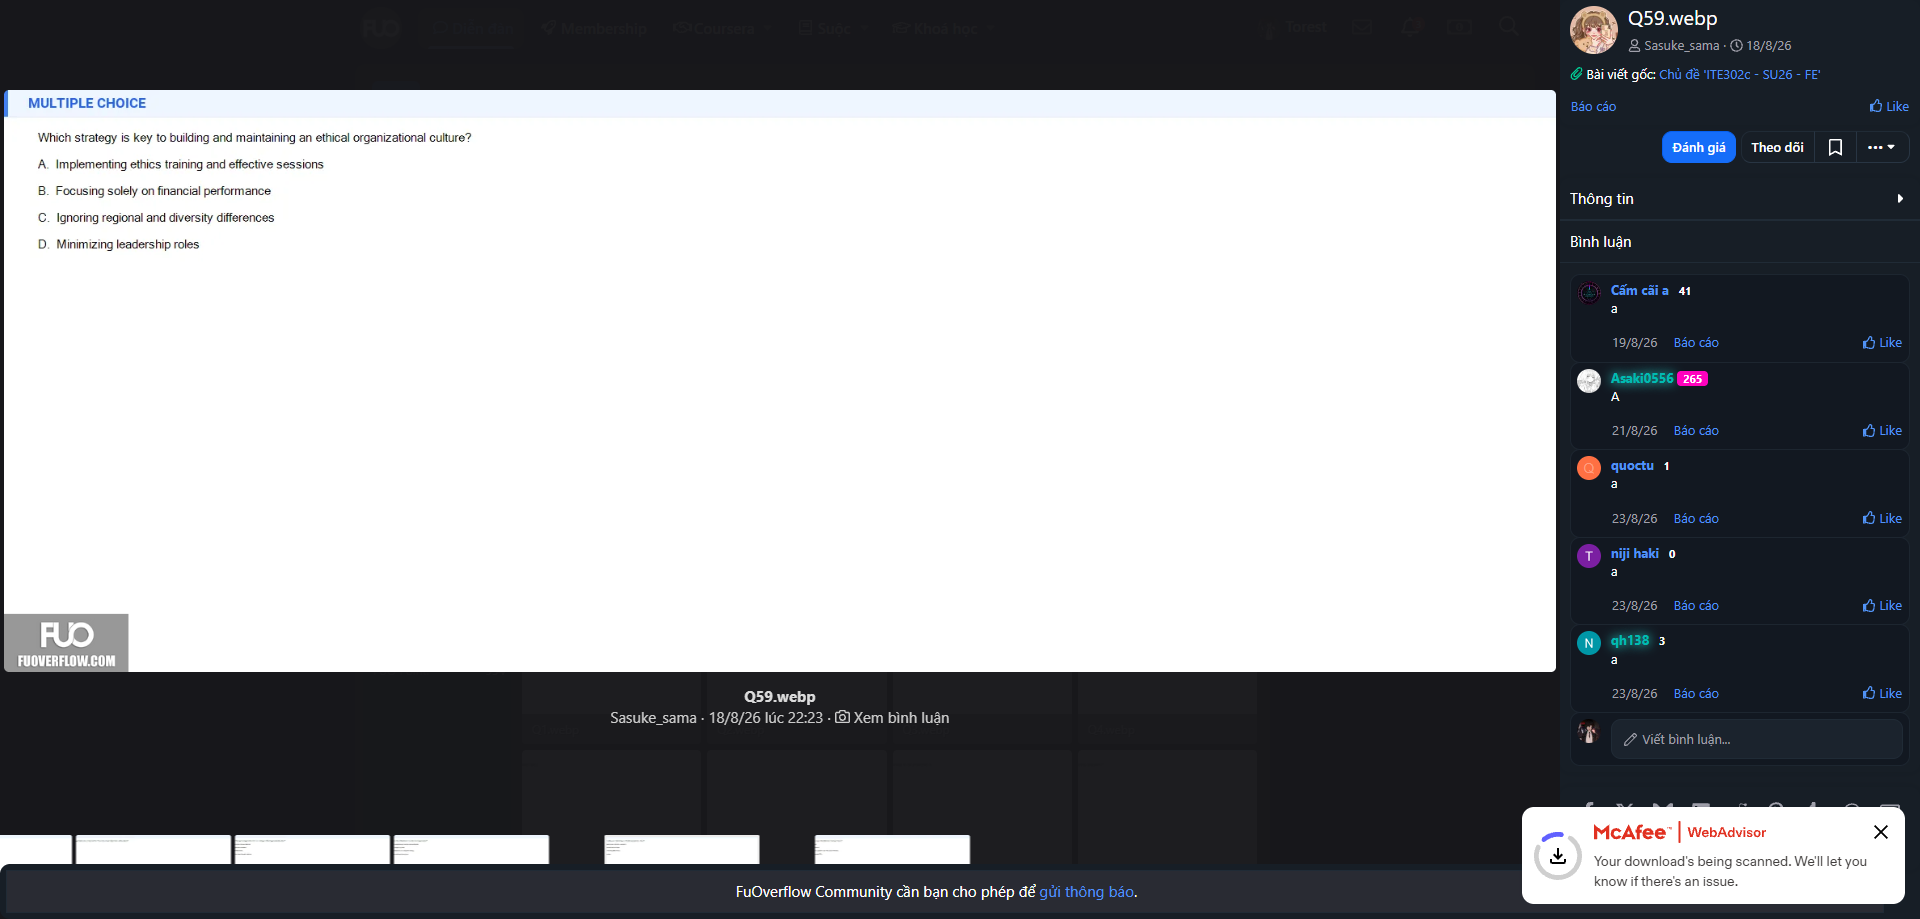 FUO
Membership
Coursera
Khoá học
Torest
MULTIPLE CHOICE
Which strategy is key to building and maintaining an ethical organizational culture?
A. Implementing ethics training and effective sessions
B. Focusing solely on financial performance
C. Ignoring regional and diversity differences
D. Minimizing leadership roles
FUO
FUOVERFLOW.COM
Q59.webp
Sasuke_sama · 18/8/26 lúc 22:23 · Xem bình luận
FuOverflow Community cần bạn cho phép để gửi thông báo.
Q59.webp
Sasuke_sama · 18/8/26
Bài viết gốc: Chủ đề 'ITE302c - SU26 - FE'
Báo cáo Like
Đánh giá Theo dõi
Thông tin
Bình luận
Cấm cãi a 41
a
19/8/26 Báo cáo Like
Asaki0556 265
A
21/8/26 Báo cáo Like
Q quoctu 1
a
23/8/26 Báo cáo Like
T niji haki 0
a
23/8/26 Báo cáo Like
N qh138 3
a
23/8/26 Báo cáo Like
Viết bình luận...
McAfee™ | WebAdvisor
Your download's being scanned. We'll let you
know if there's an issue.